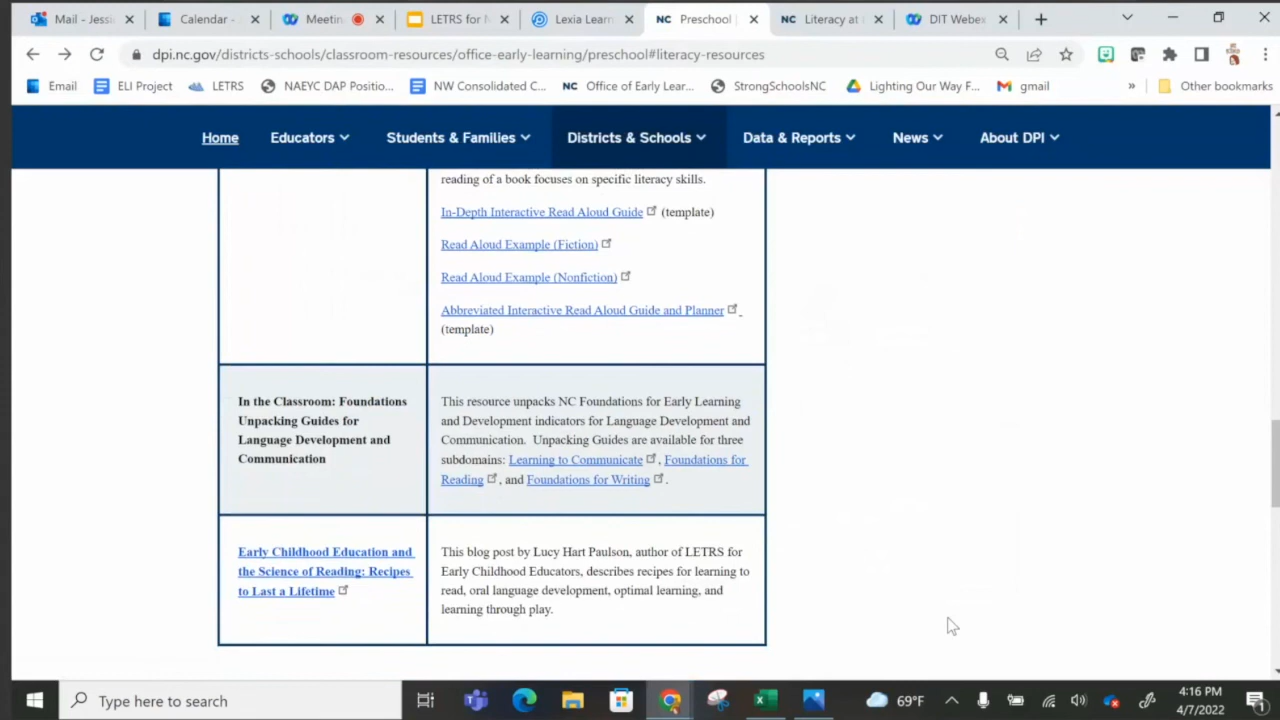 Mail - Jessi
Calendar -
Meetin
LETRS for
Lexia Lear
NC Preschool
NC Literacy at
DIT Webex
dpi.nc.gov/districts-schools/classroom-resources/office-early-learning/preschool#literacy-resources
Email
ELI Project
LETRS
NAEYC DAP Positio...
NW Consolidated C...
NC Office of Early Lear...
StrongSchoolsNC
Lighting Our Way F...
gmail
»
Other bookmarks
Home
Educators
Students & Families
Districts & Schools
Data & Reports
News
About DPI
reading of a book focuses on specific literacy skills.
In-Depth Interactive Read Aloud Guide (template)
Read Aloud Example (Fiction)
Read Aloud Example (Nonfiction)
Abbreviated Interactive Read Aloud Guide and Planner
(template)
In the Classroom: Foundations
Unpacking Guides for
Language Development and
Communication
This resource unpacks NC Foundations for Early Learning
and Development indicators for Language Development and
Communication. Unpacking Guides are available for three
subdomains: Learning to Communicate , Foundations for
Reading , and Foundations for Writing .
Early Childhood Education and
the Science of Reading: Recipes
to Last a Lifetime
This blog post by Lucy Hart Paulson, author of LETRS for
Early Childhood Educators, describes recipes for learning to
read, oral language development, optimal learning, and
learning through play.
Type here to search
69°F
4:16 PM
4/7/2022
1